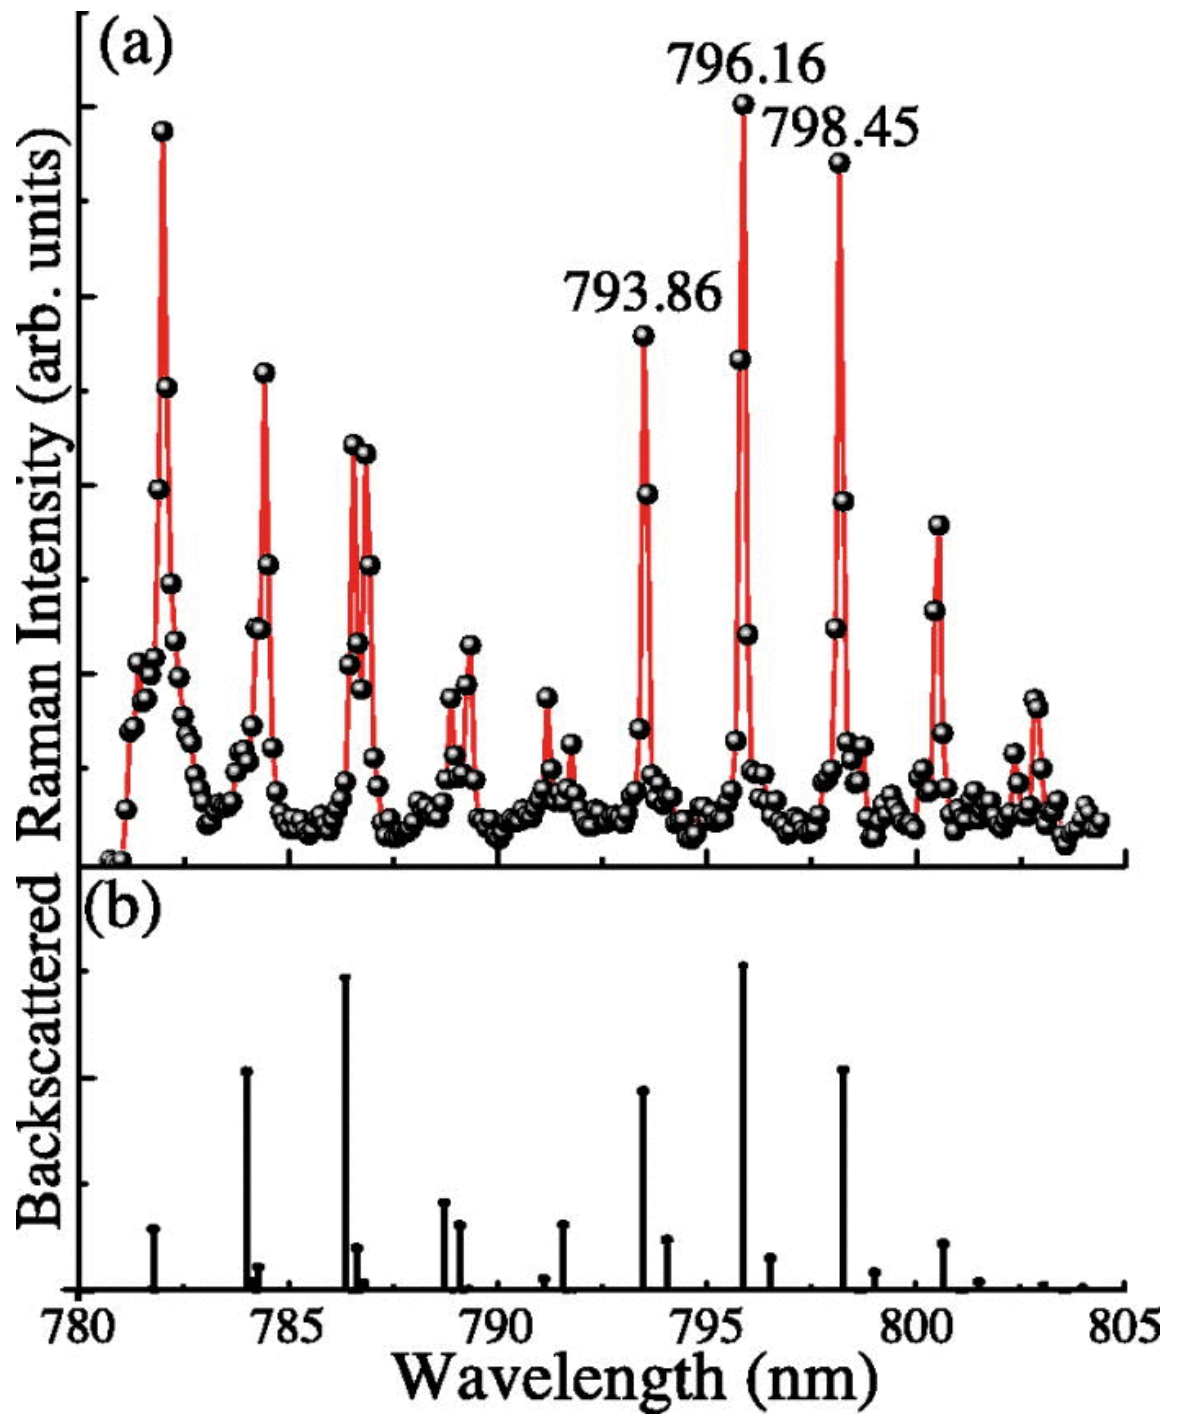 (a)
796.16
798.45
793.86
Raman Intensity (arb. units)
(b)
Backscattered
780 785 790 795 800 805
Wavelength (nm)